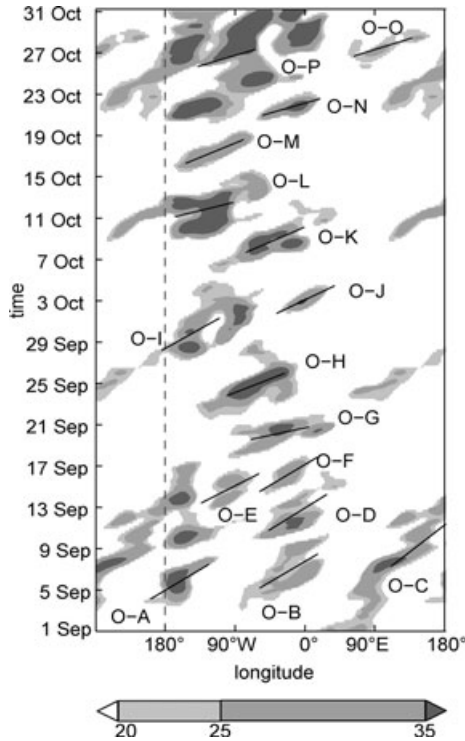 31 Oct
O-O
27 Oct
O-P
23 Oct
O-N
19 Oct
O-M
15 Oct
O-L
11 Oct
O-K
7 Oct
time
3 Oct
O-J
O-I
29 Sep
O-H
25 Sep
O-G
21 Sep
O-F
17 Sep
O-E
13 Sep
O-D
9 Sep
O-C
5 Sep
O-A
O-B
1 Sep
180° 90°W 0° 90°E 180°
longitude
20 25 35